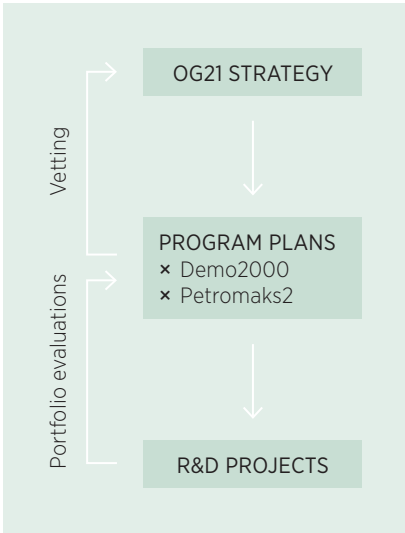 OG21 STRATEGY
Vetting
PROGRAM PLANS
× Demo2000
× Petromaks2
Portfolio evaluations
R&D PROJECTS